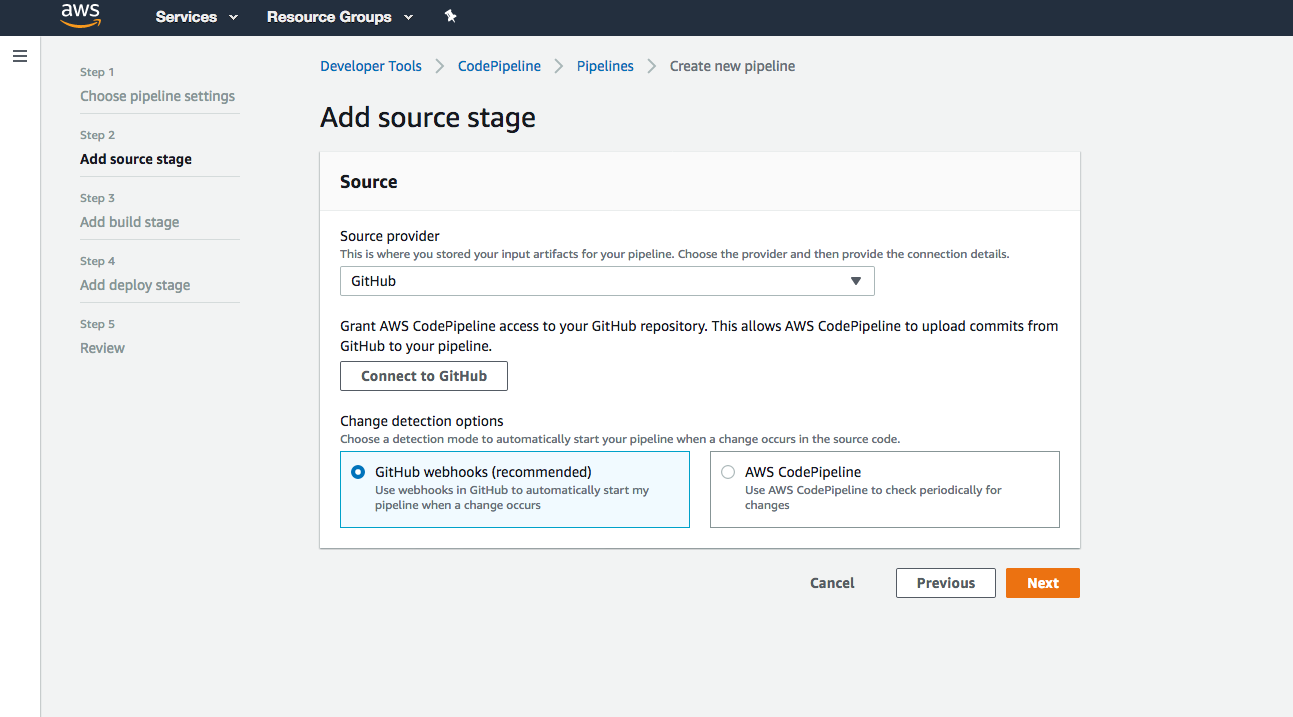 aws Services Resource Groups
Step 1
Choose pipeline settings
Step 2
Add source stage
Step 3
Add build stage
Step 4
Add deploy stage
Step 5
Review
Developer Tools CodePipeline Pipelines Create new pipeline
Add source stage
Source
Source provider
This is where you stored your input artifacts for your pipeline. Choose the provider and then provide the connection details.
GitHub
Grant AWS CodePipeline access to your GitHub repository. This allows AWS CodePipeline to upload commits from
GitHub to your pipeline.
Connect to GitHub
Change detection options
Choose a detection mode to automatically start your pipeline when a change occurs in the source code.
GitHub webhooks (recommended)
Use webhooks in GitHub to automatically start my
pipeline when a change occurs
AWS CodePipeline
Use AWS CodePipeline to check periodically for
changes
Cancel Previous Next